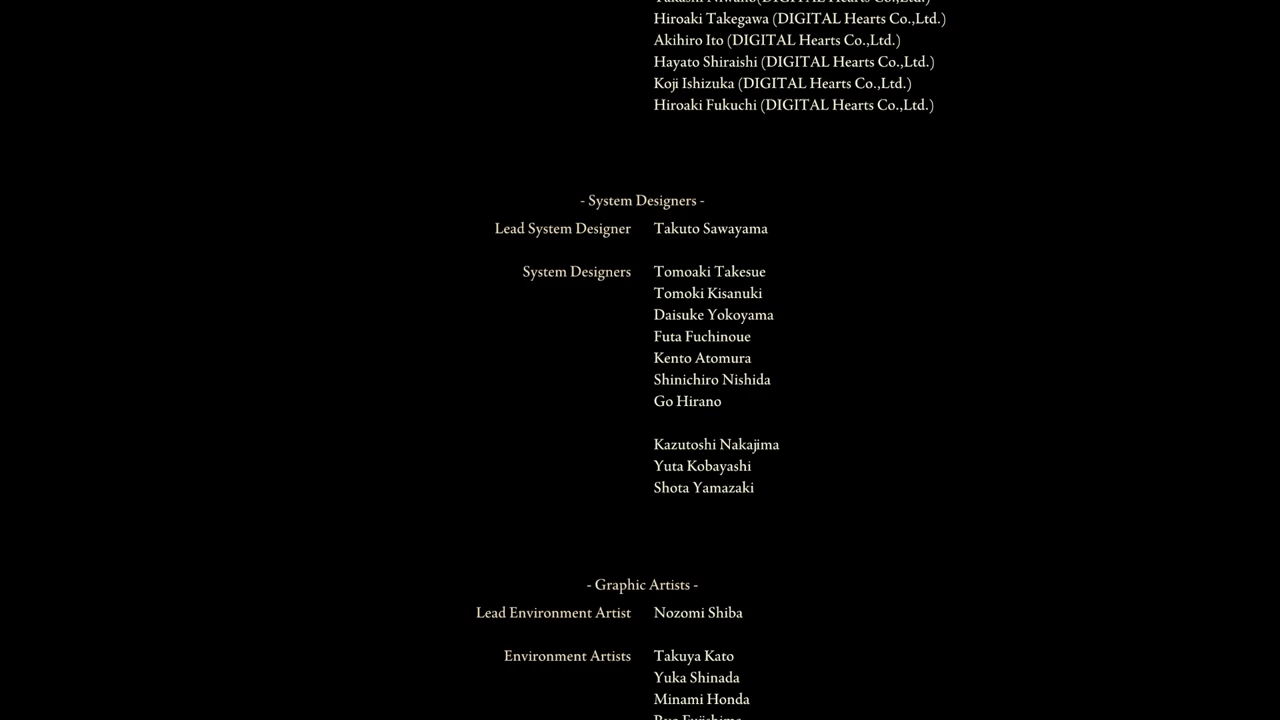 Hiroaki Takegawa (DIGITAL Hearts Co.,Ltd.)
Akihiro Ito (DIGITAL Hearts Co.,Ltd.)
Hayato Shiraishi (DIGITAL Hearts Co.,Ltd.)
Koji Ishizuka (DIGITAL Hearts Co.,Ltd.)
Hiroaki Fukuchi (DIGITAL Hearts Co.,Ltd.)
- System Designers -
Lead System Designer Takuto Sawayama
System Designers Tomoaki Takesue
Tomoki Kisanuki
Daisuke Yokoyama
Futa Fuchinoue
Kento Atomura
Shinichiro Nishida
Go Hirano
Kazutoshi Nakajima
Yuta Kobayashi
Shota Yamazaki
- Graphic Artists -
Lead Environment Artist Nozomi Shiba
Environment Artists Takuya Kato
Yuka Shinada
Minami Honda